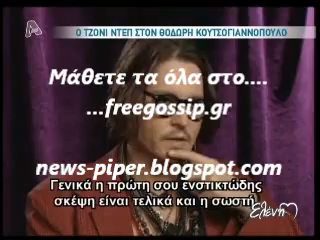 Ο ΤΖΟΝΙ ΝΤΕΠ ΣΤΟΝ ΘΟΔΩΡΗ ΚΟΥΤΣΟΓΙΑΝΝΟΠΟΥΛΟ
Μάθετε τα όλα στο....
...freegossip.gr
news-piper.blogspot.com
Γενικά η πρώτη σου ενστικτώδης
σκέψη είναι τελικά και η σωστή
Ελένη